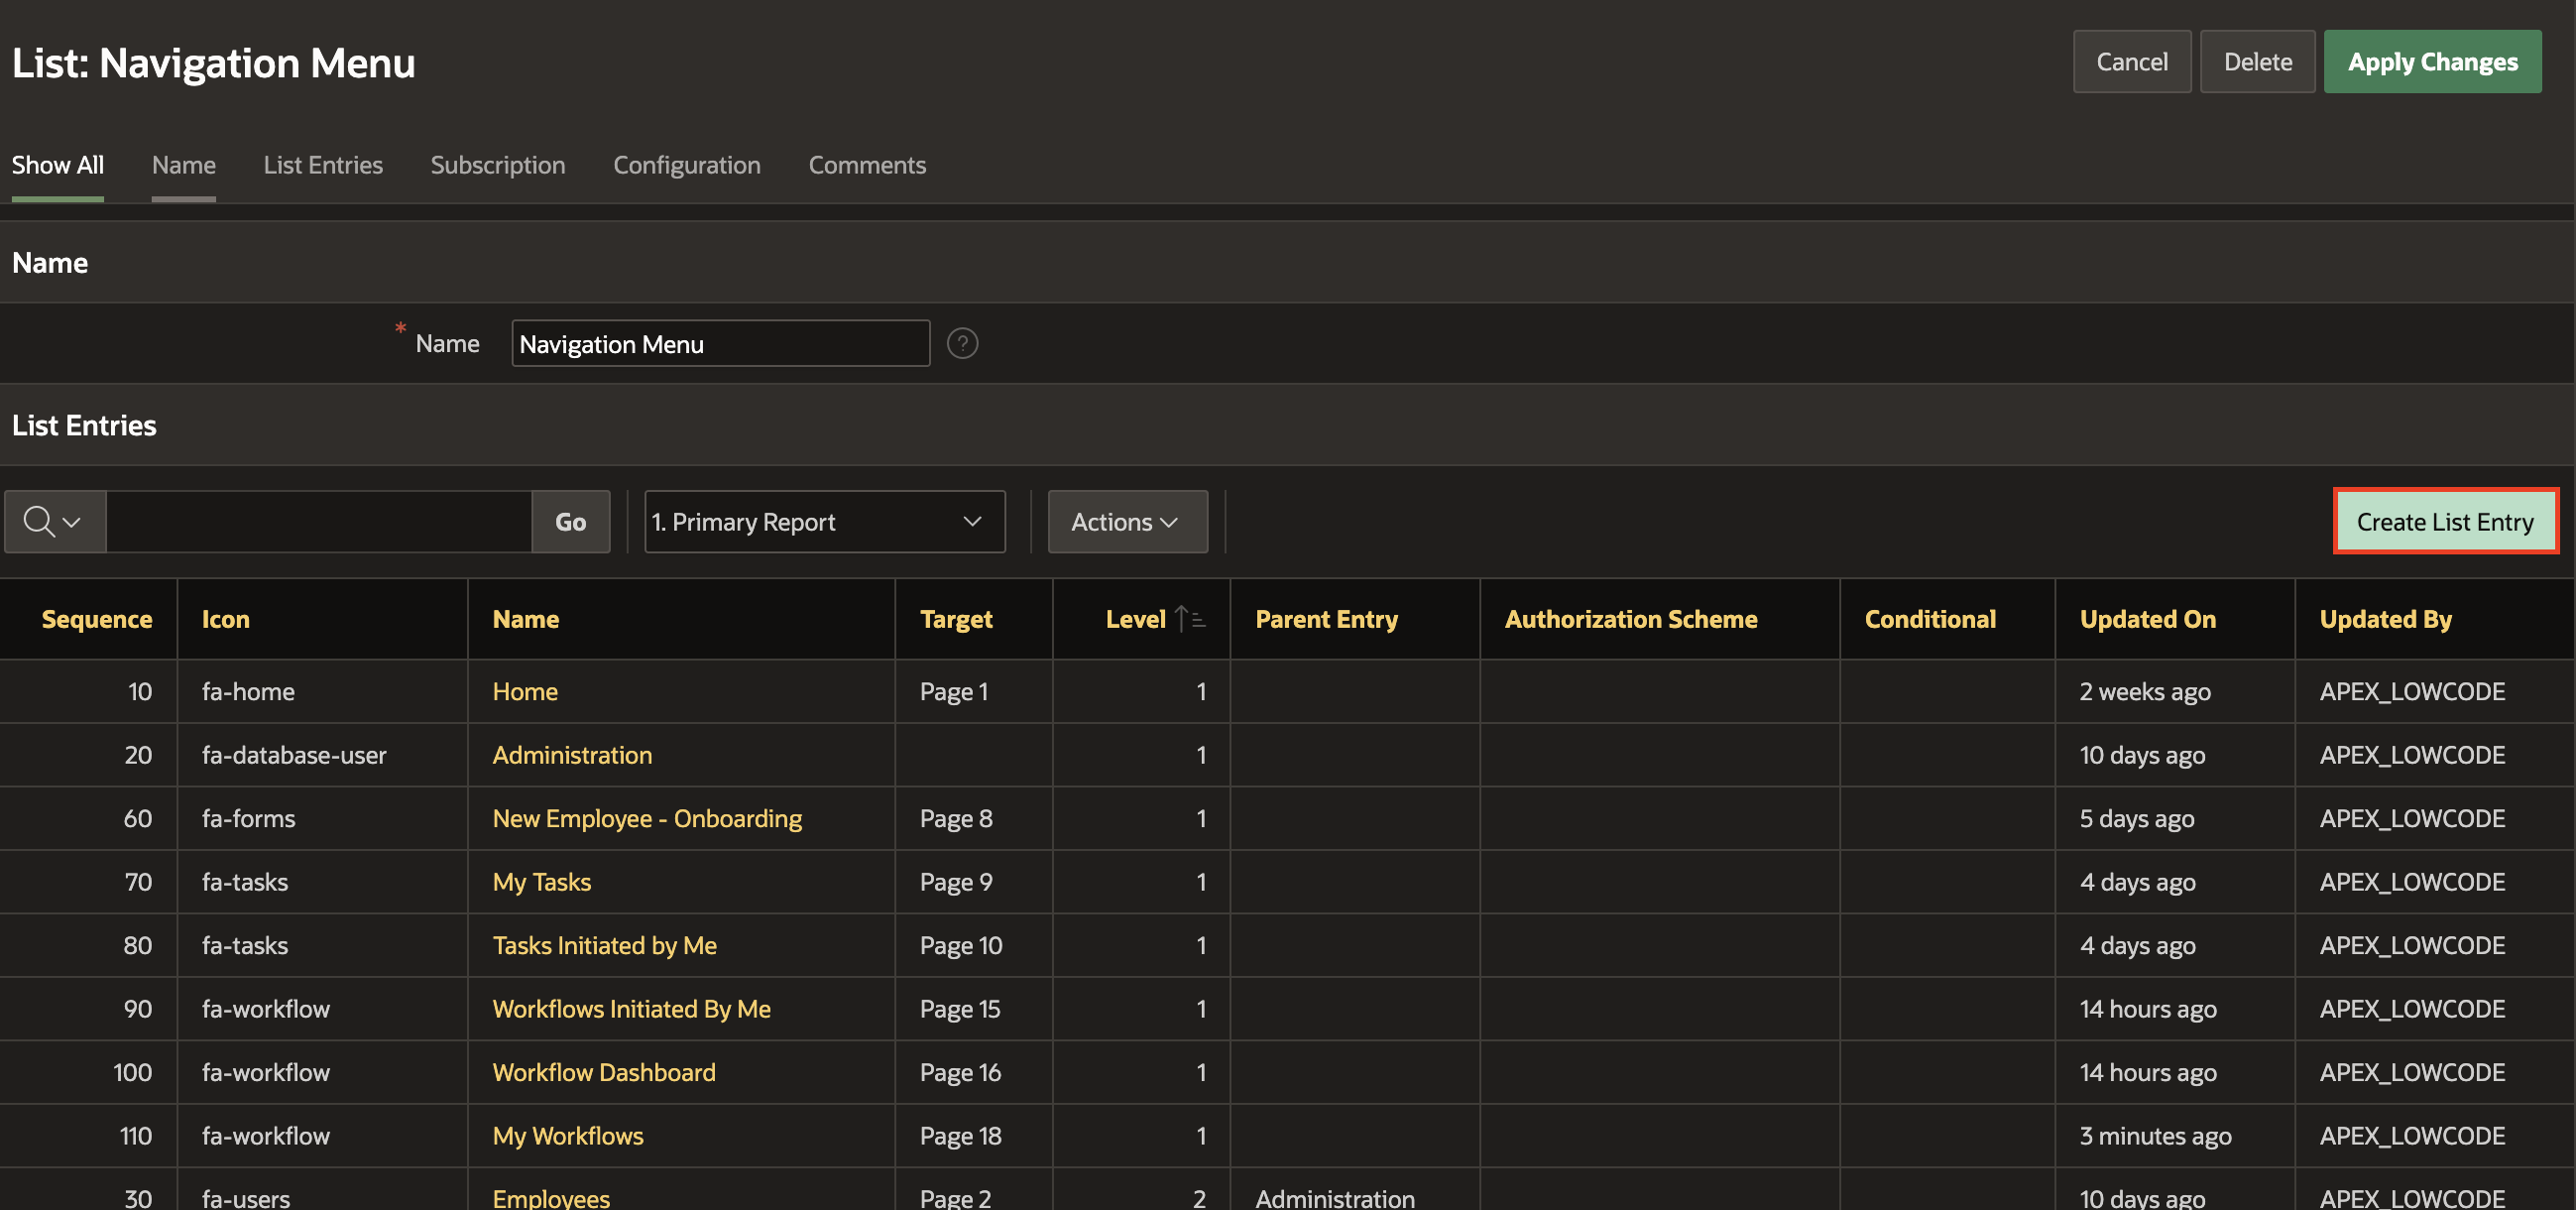 List: Navigation Menu
Cancel Delete Apply Changes
Show All Name List Entries Subscription Configuration Comments
Name
* Name Navigation Menu ?
List Entries
Go 1. Primary Report Actions Create List Entry
Sequence Icon Name Target Level Parent Entry Authorization Scheme Conditional Updated On Updated By
10 fa-home Home Page 1 1 2 weeks ago APEX_LOWCODE
20 fa-database-user Administration 1 10 days ago APEX_LOWCODE
60 fa-forms New Employee - Onboarding Page 8 1 5 days ago APEX_LOWCODE
70 fa-tasks My Tasks Page 9 1 4 days ago APEX_LOWCODE
80 fa-tasks Tasks Initiated by Me Page 10 1 4 days ago APEX_LOWCODE
90 fa-workflow Workflows Initiated By Me Page 15 1 14 hours ago APEX_LOWCODE
100 fa-workflow Workflow Dashboard Page 16 1 14 hours ago APEX_LOWCODE
110 fa-workflow My Workflows Page 18 1 3 minutes ago APEX_LOWCODE
30 fa-users Employees Page 2 2 Administration 10 days ago APEX_LOWCODE